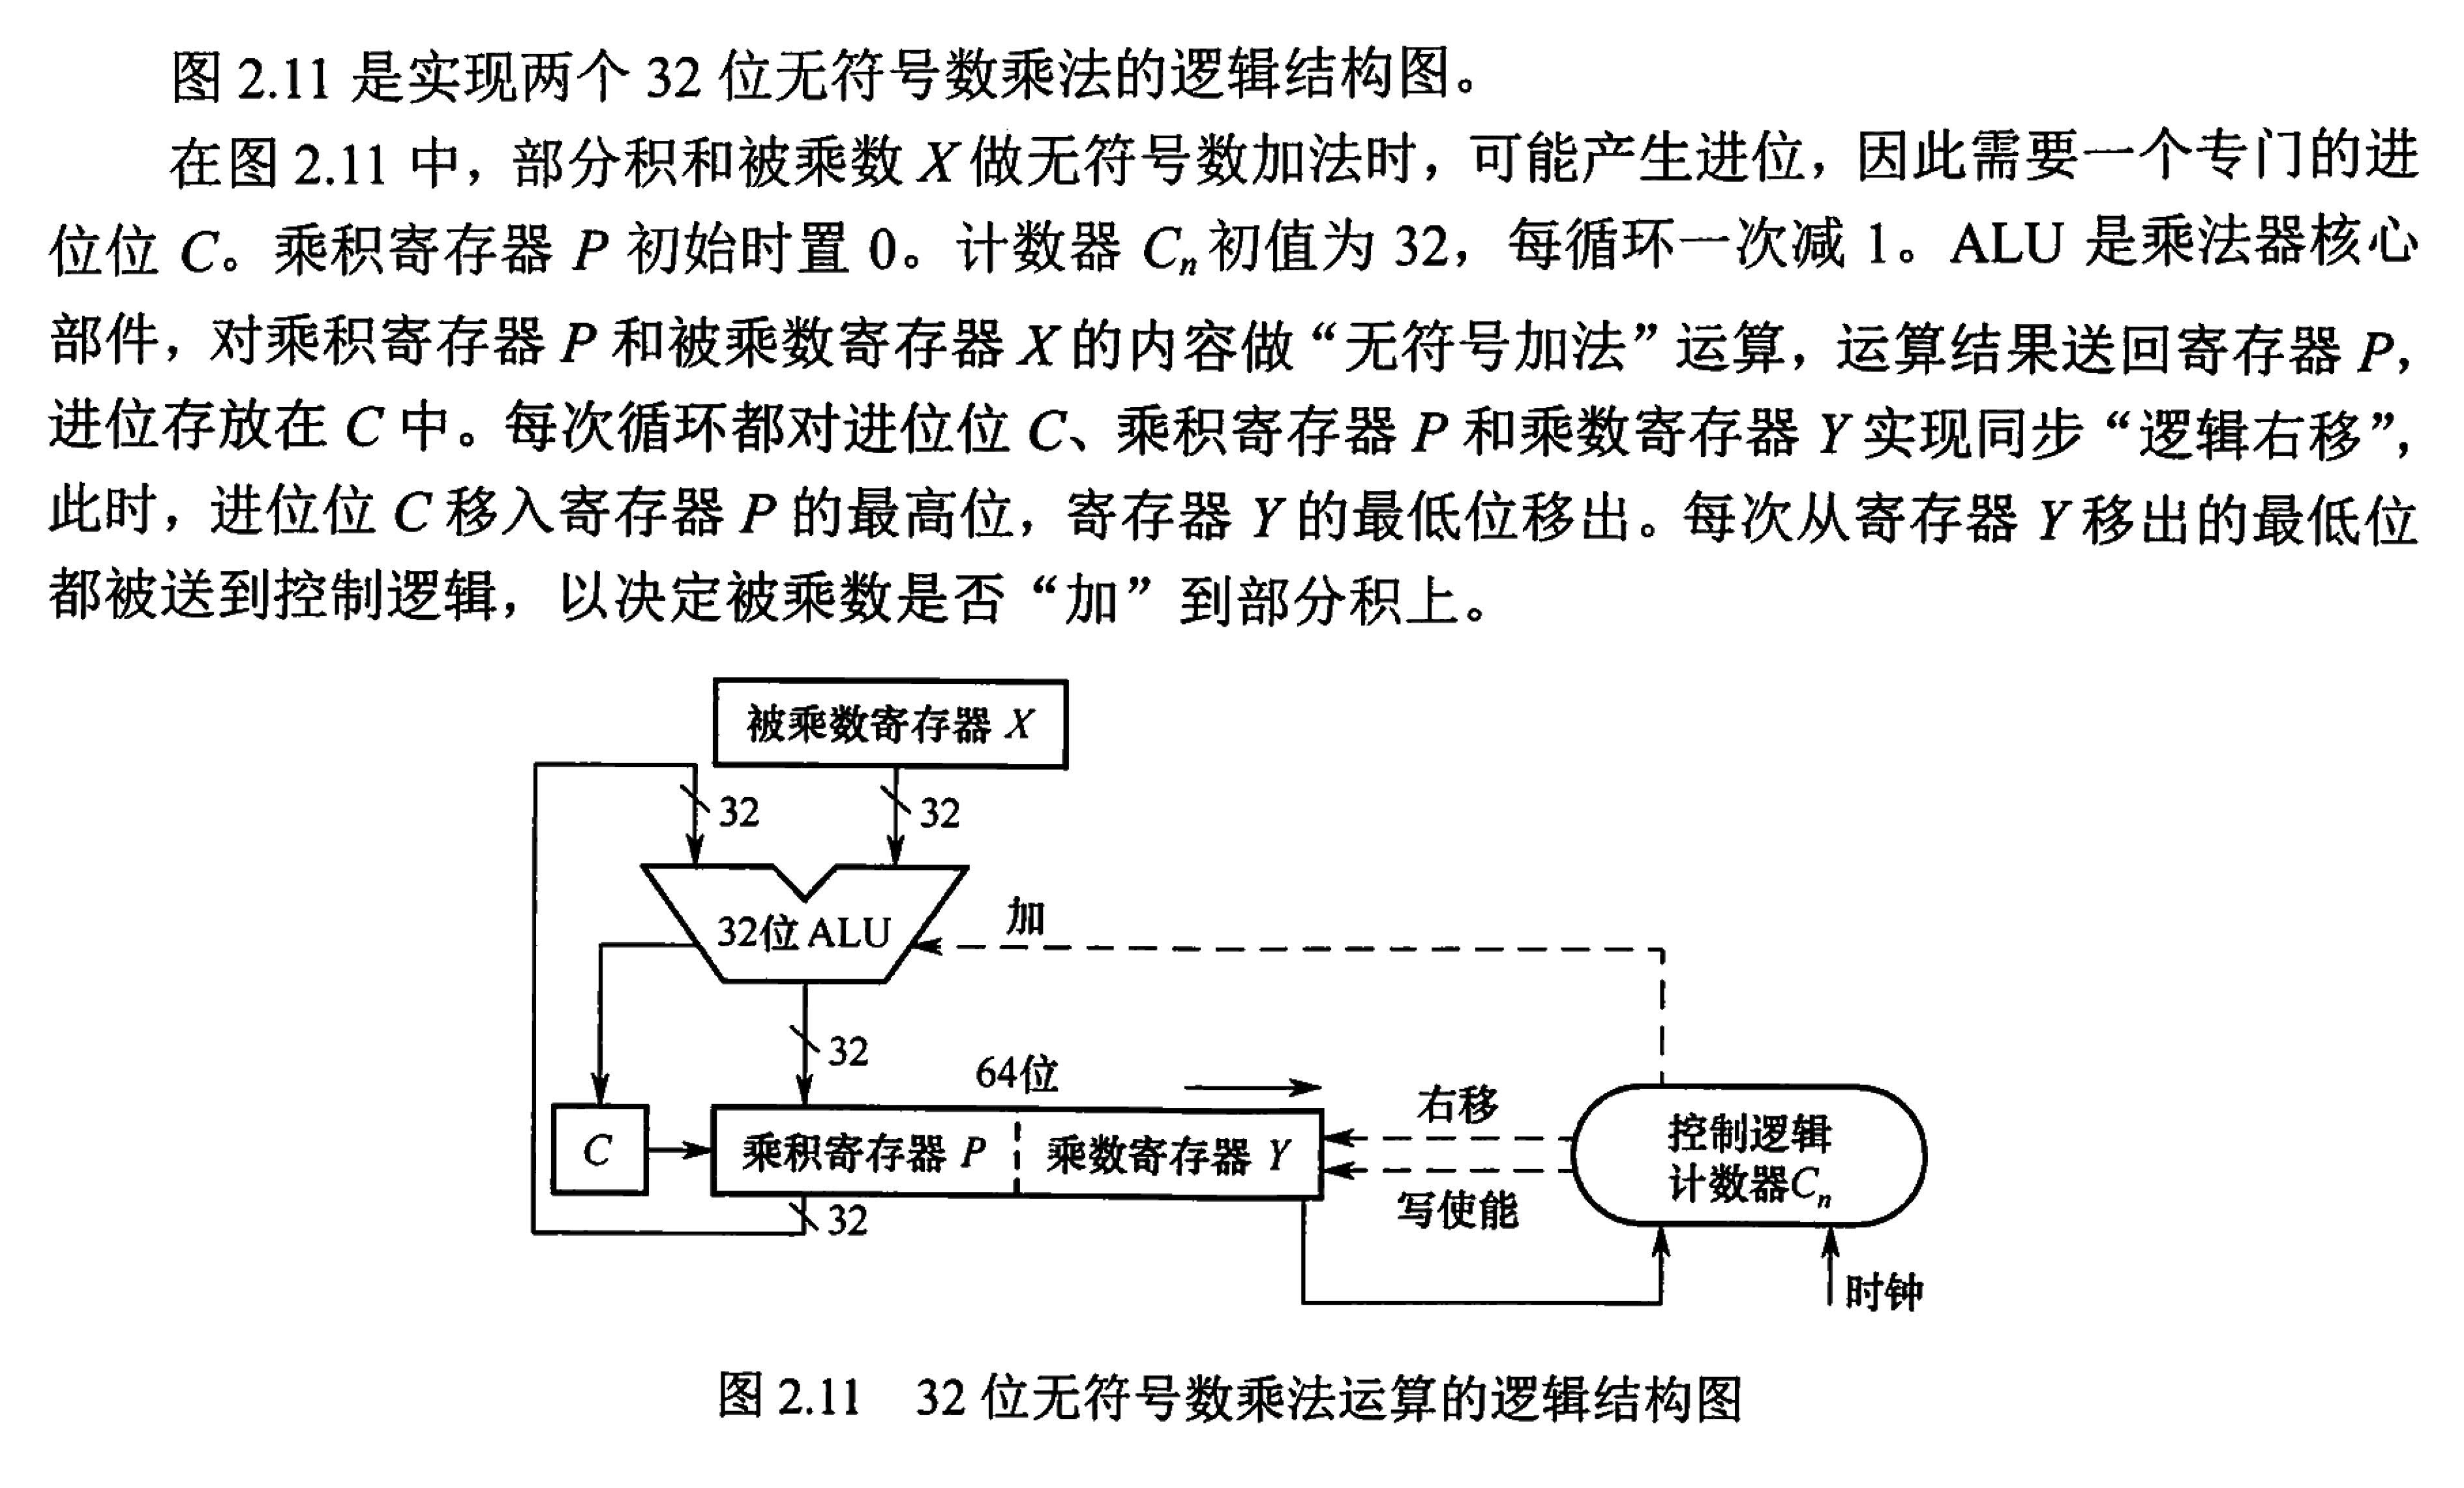 图 2.11 是实现两个 32 位无符号数乘法的逻辑结构图。
在图 2.11 中，部分积和被乘数 X 做无符号数加法时，可能产生进位，因此需要一个专门的进
位位 C。乘积寄存器 P 初始时置 0。计数器 Cn 初值为 32，每循环一次减 1。ALU 是乘法器核心
部件，对乘积寄存器 P 和被乘数寄存器 X 的内容做“无符号加法”运算，运算结果送回寄存器 P，
进位存放在 C 中。每次循环都对进位位 C、乘积寄存器 P 和乘数寄存器 Y 实现同步“逻辑右移”，
此时，进位位 C 移入寄存器 P 的最高位，寄存器 Y 的最低位移出。每次从寄存器 Y 移出的最低位
都被送到控制逻辑，以决定被乘数是否“加”到部分积上。
被乘数寄存器 X
32
32
32位 ALU
加
32
64位
C
乘积寄存器 P
乘数寄存器 Y
右移
写使能
控制逻辑
计数器Cn
32
时钟
图 2.11 32 位无符号数乘法运算的逻辑结构图